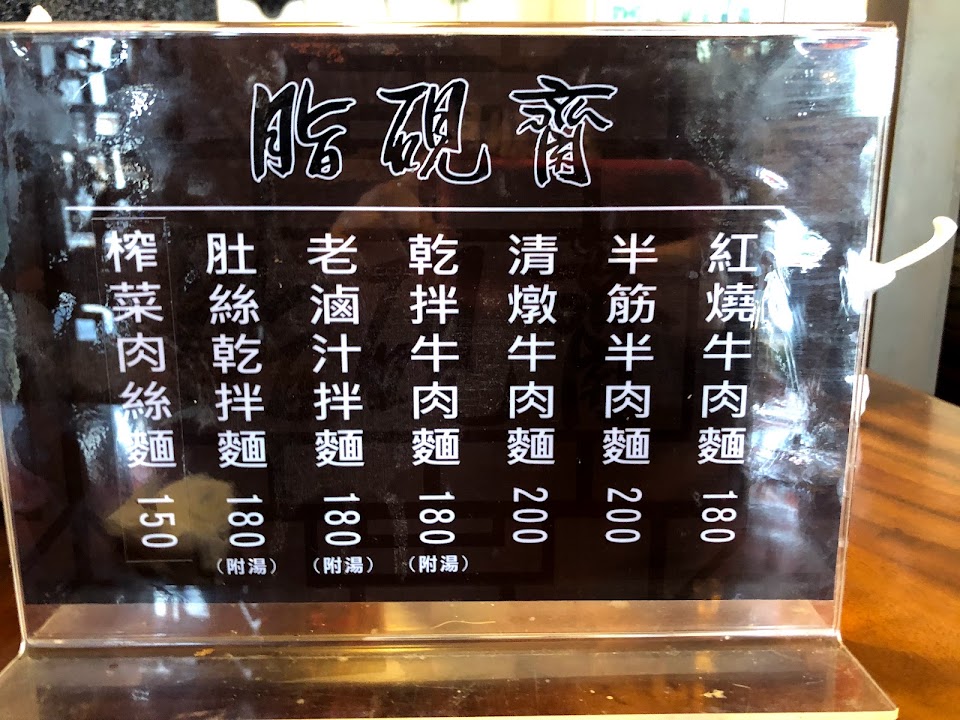 脂硯齋
紅燒牛肉麵 180
半筋半肉麵 200
清燉牛肉麵 200
乾拌牛肉麵 180 (附湯)
老滷汁拌麵 180 (附湯)
肚絲乾拌麵 180 (附湯)
榨菜肉絲麵 150